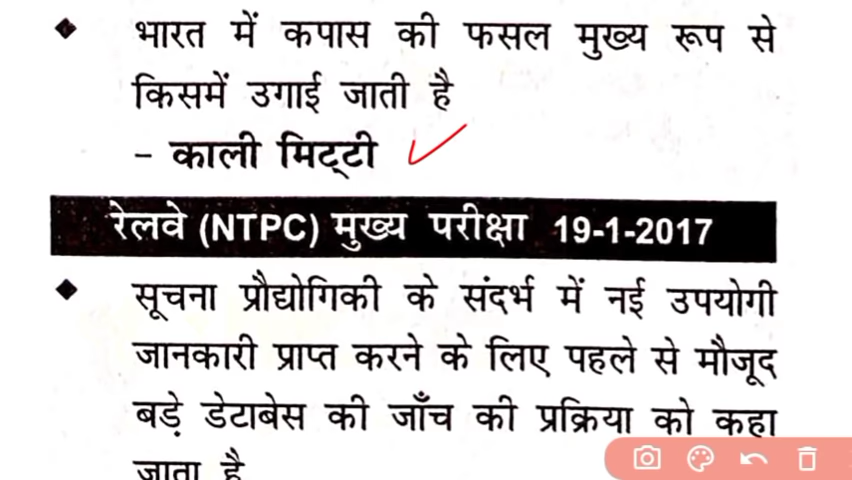 ◆ भारत में कपास की फसल मुख्य रूप से
किसमें उगाई जाती है
– काली मिट्टी
रेलवे (NTPC) मुख्य परीक्षा 19-1-2017
◆ सूचना प्रौद्योगिकी के संदर्भ में नई उपयोगी
जानकारी प्राप्त करने के लिए पहले से मौजूद
बड़े डेटाबेस की जाँच की प्रक्रिया को कहा
जाता है